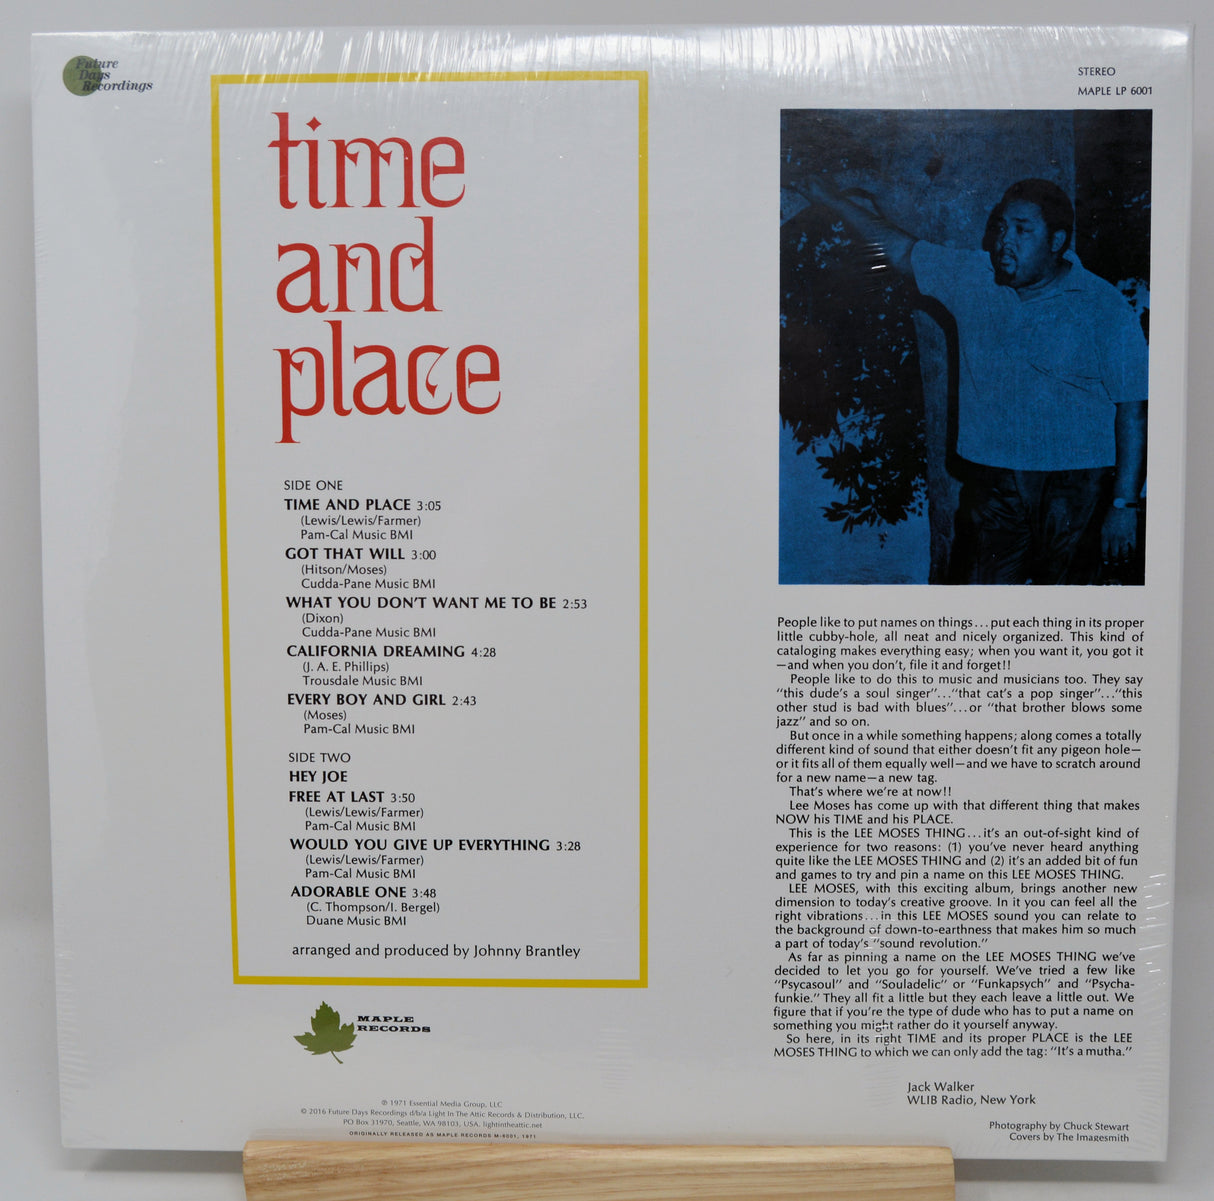 Future
Days
Recordings
STEREO
MAPLE LP 6001
time
and
place
SIDE ONE
TIME AND PLACE 3:05
(Lewis/Lewis/Farmer)
Pam-Cal Music BMI
GOT THAT WILL 3:00
(Hitson/Moses)
Cudda-Pane Music BMI
WHAT YOU DON'T WANT ME TO BE 2:53
(Dixon)
Cudda-Pane Music BMI
CALIFORNIA DREAMING 4:28
(J. A. E. Phillips)
Trousdale Music BMI
EVERY BOY AND GIRL 2:43
(Moses)
Pam-Cal Music BMI
SIDE TWO
HEY JOE
FREE AT LAST 3:50
(Lewis/Lewis/Farmer)
Pam-Cal Music BMI
WOULD YOU GIVE UP EVERYTHING 3:28
(Lewis/Lewis/Farmer)
Pam-Cal Music BMI
ADORABLE ONE 3:48
(C. Thompson/I. Bergel)
Duane Music BMI
arranged and produced by Johnny Brantley
MAPLE
RECORDS
℗ 1971 Essential Media Group, LLC
© 2016 Future Days Recordings d/b/a Light In The Attic Records & Distribution, LLC,
PO Box 31970, Seattle, WA 98103, USA. lightintheattic.net
ORIGINALLY RELEASED AS MAPLE RECORDS M-6001, 1971
People like to put names on things...put each thing in its proper
little cubby-hole, all neat and nicely organized. This kind of
cataloging makes everything easy; when you want it, you got it
—and when you don't, file it and forget!!
People like to do this to music and musicians too. They say
"this dude's a soul singer"..."that cat's a pop singer"..."this
other stud is bad with blues"...or "that brother blows some
jazz" and so on.
But once in a while something happens; along comes a totally
different kind of sound that either doesn't fit any pigeon hole—
or it fits all of them equally well—and we have to scratch around
for a new name—a new tag.
That's where we're at now!!
Lee Moses has come up with that different thing that makes
NOW his TIME and his PLACE.
This is the LEE MOSES THING...it's an out-of-sight kind of
experience for two reasons: (1) you've never heard anything
quite like the LEE MOSES THING and (2) it's an added bit of fun
and games to try and pin a name on this LEE MOSES THING.
LEE MOSES, with this exciting album, brings another new
dimension to today's creative groove. In it you can feel all the
right vibrations...in this LEE MOSES sound you can relate to
the background of down-to-earthness that makes him so much
a part of today's "sound revolution."
As far as pinning a name on the LEE MOSES THING we've
decided to let you go for yourself. We've tried a few like
"Psycasoul" and "Souladelic" or "Funkapsych" and "Psycha-
funkie." They all fit a little but they each leave a little out. We
figure that if you're the type of dude who has to put a name on
something you might rather do it yourself anyway.
So here, in its right TIME and its proper PLACE is the LEE
MOSES THING to which we can only add the tag: "It's a mutha."
Jack Walker
WLIB Radio, New York
Photography by Chuck Stewart
Covers by The Imagesmith